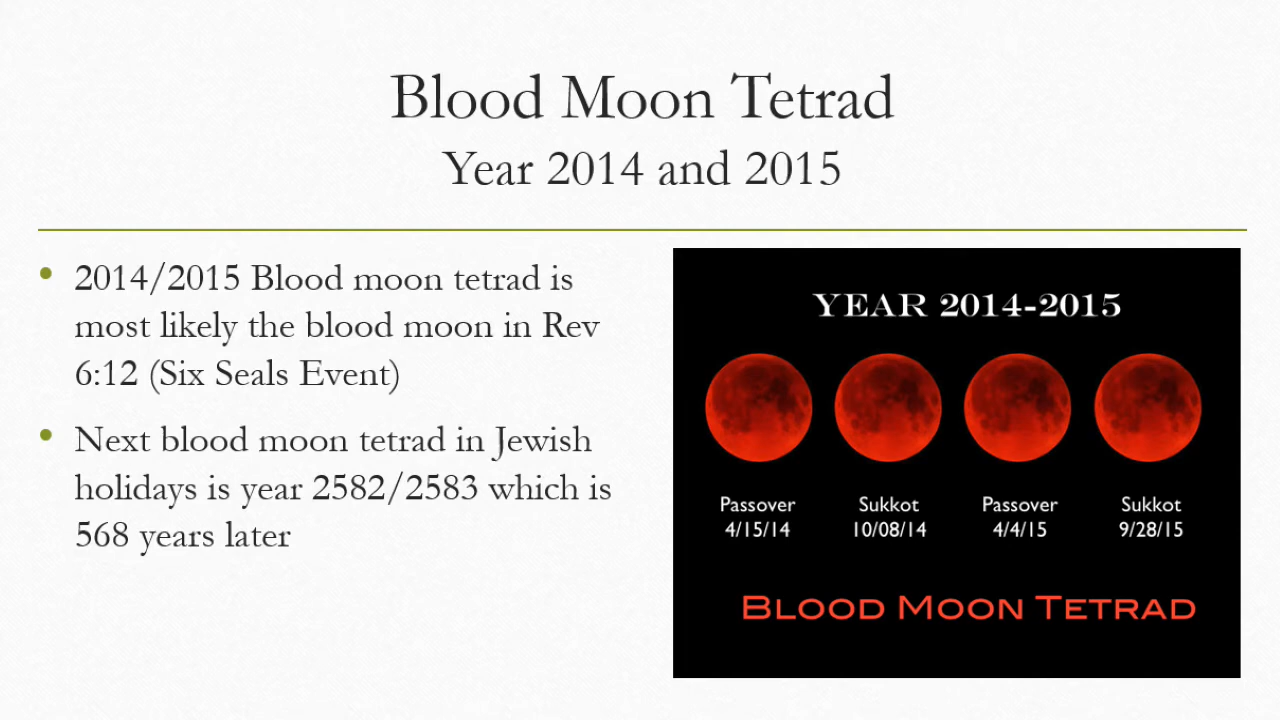 Blood Moon Tetrad
Year 2014 and 2015
• 2014/2015 Blood moon tetrad is
most likely the blood moon in Rev
6:12 (Six Seals Event)
• Next blood moon tetrad in Jewish
holidays is year 2582/2583 which is
568 years later
YEAR 2014-2015
Passover
4/15/14
Sukkot
10/08/14
Passover
4/4/15
Sukkot
9/28/15
BLOOD MOON TETRAD